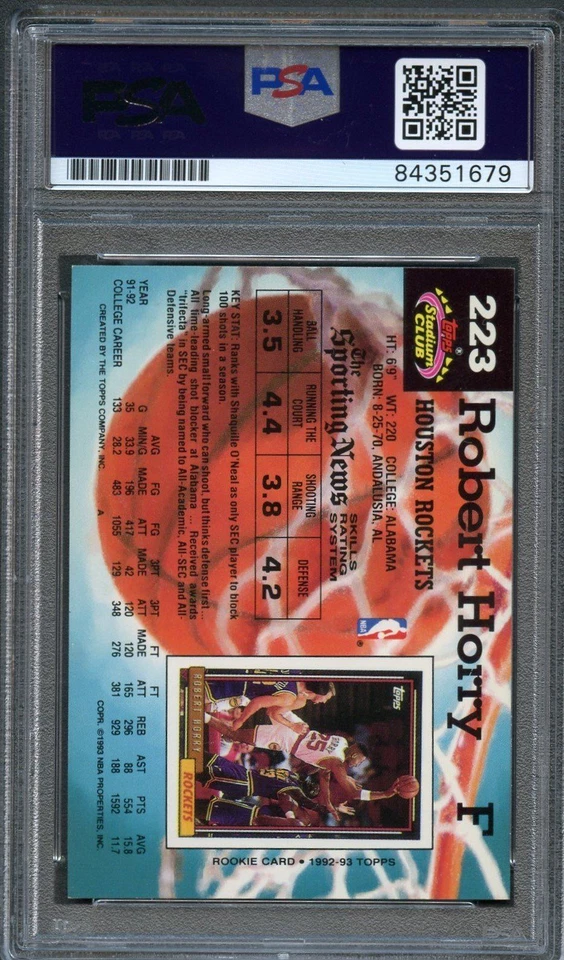 PSA
PSA
84351679
223 Robert Horry F
Topps
Stadium
CLUB
®
HOUSTON ROCKETS
HT: 6'9" WT: 220 COLLEGE: ALABAMA
BORN: 8-25-70, ANDALUSIA, AL
NBA
®
The
Sporting News
SKILLS
RATING
SYSTEM
BALL HANDLING
RUNNING THE COURT
SHOOTING RANGE
DEFENSE
3.5 4.4 3.8 4.2
KEY STAT: Ranks with Shaquille O'Neal as only SEC player to block
100 shots in a season.
Long-armed small forward who can shoot, but thinks defense first...
All time-leading shot blocker at Alabama ... Received awards
"trifecta" in SEC by being named to All-Academic, All-SEC and All-
Defensive teams.
AVG FG FG 3PT 3PT FT FT
YEAR G MIN/G MADE ATT MADE ATT MADE ATT REB AST PTS AVG
91-92 35 33.9 196 417 42 120 120 165 296 88 554 15.8
COLLEGE CAREER 133 28.2 483 1055 129 348 276 381 929 188 1592 11.7
CREATED BY THE TOPPS COMPANY, INC. A COPR. ©1993 NBA PROPERTIES, INC.
TOPPS
25
ROBERT HORRY
ROCKETS
ROOKIE CARD • 1992-93 TOPPS